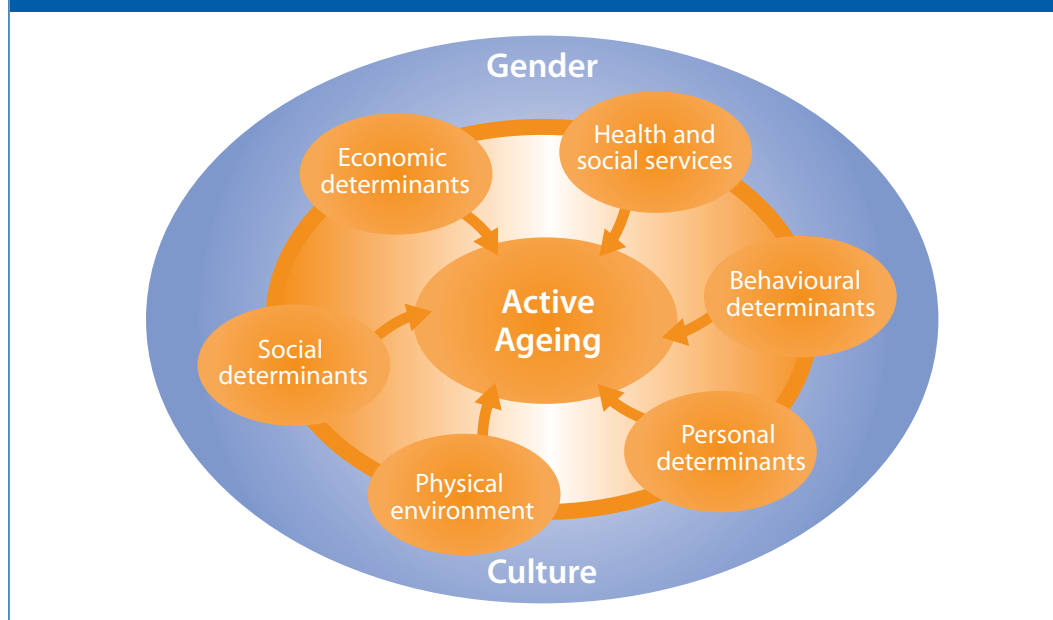 Gender
Economic
determinants
Health and
social services
Behavioural
determinants
Active
Ageing
Social
determinants
Personal
determinants
Physical
environment
Culture